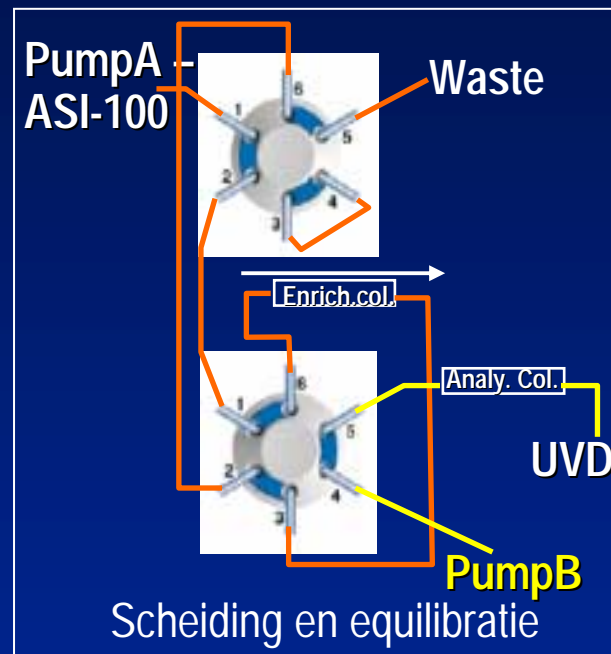 PumpA –
ASI-100
Waste
6
1
5
2
4
3
Enrich.col.
6
Analy. Col.
1
5
UVD
2
4
3
PumpB
Scheiding en equilibratie